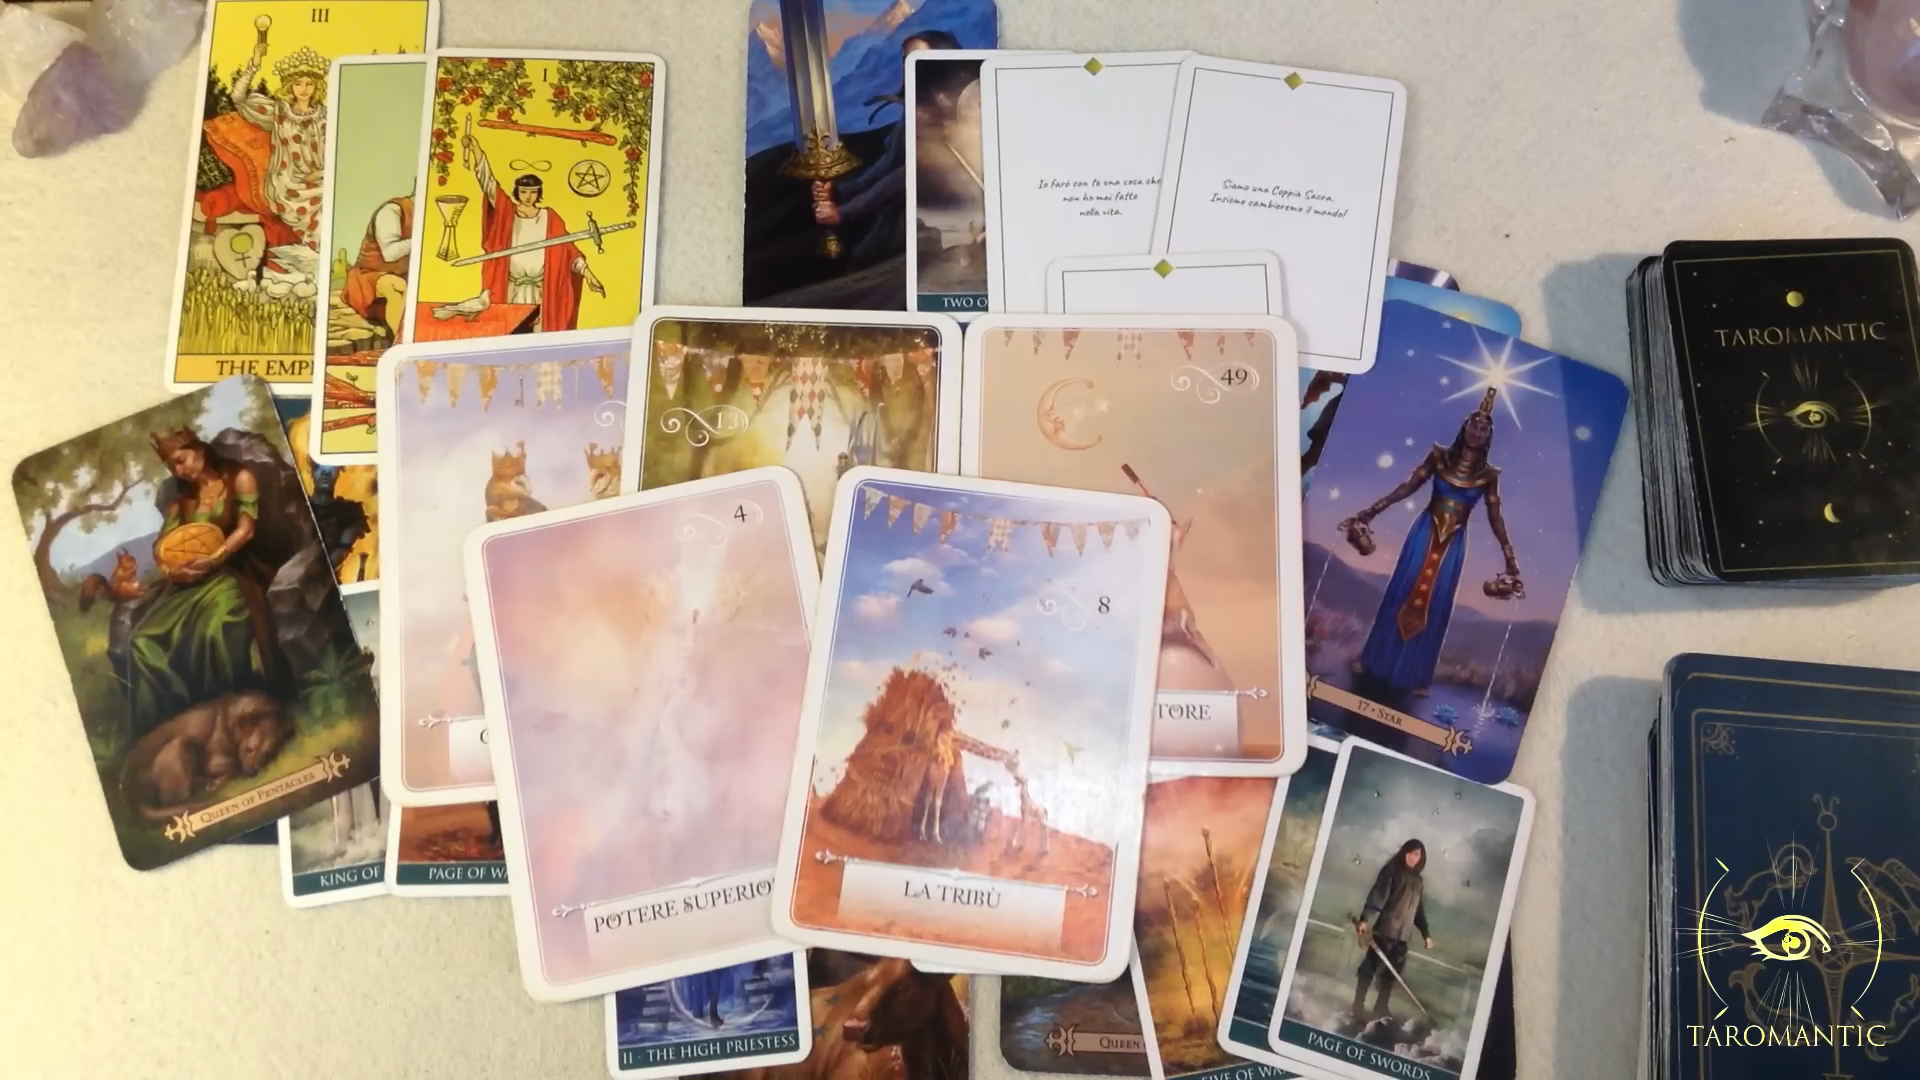 III
THE EMP
I
TWO O
Io farò con te una cosa che
non ho mai fatto
nella vita.
Siamo una Coppia Sacra.
Insieme cambieremo il mondo!
TAROMANTIC
13
49
TORE
4
POTERE SUPERIO
8
LA TRIBÙ
17 • STAR
QUEEN OF PENTACLES
KING OF
PAGE OF WA
II · THE HIGH PRIESTESS
QUEEN
FIVE OF WA
PAGE OF SWORDS
TAROMANTIC